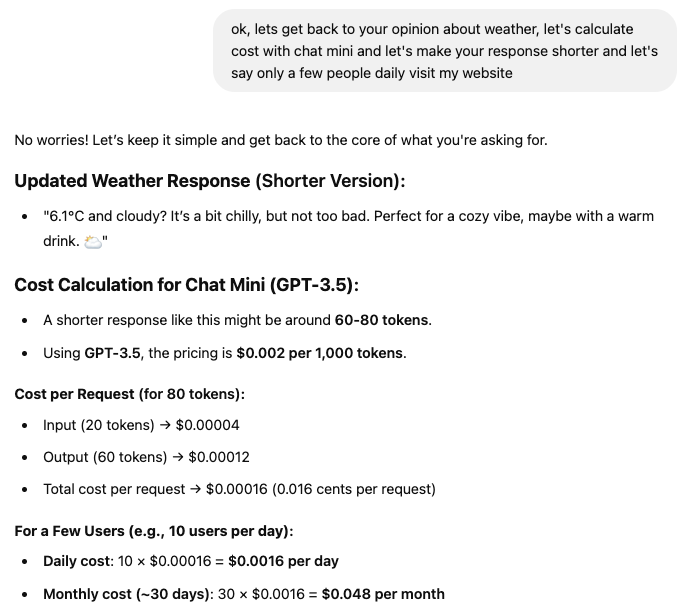 ok, lets get back to your opinion about weather, let's calculate
cost with chat mini and let's make your response shorter and let's
say only a few people daily visit my website
No worries! Let’s keep it simple and get back to the core of what you're asking for.
Updated Weather Response (Shorter Version):
• "6.1°C and cloudy? It’s a bit chilly, but not too bad. Perfect for a cozy vibe, maybe with a warm
drink. 🌥️"
Cost Calculation for Chat Mini (GPT-3.5):
• A shorter response like this might be around 60-80 tokens.
• Using GPT-3.5, the pricing is $0.002 per 1,000 tokens.
Cost per Request (for 80 tokens):
• Input (20 tokens) → $0.00004
• Output (60 tokens) → $0.00012
• Total cost per request → $0.00016 (0.016 cents per request)
For a Few Users (e.g., 10 users per day):
• Daily cost: 10 × $0.00016 = $0.0016 per day
• Monthly cost (~30 days): 30 × $0.0016 = $0.048 per month